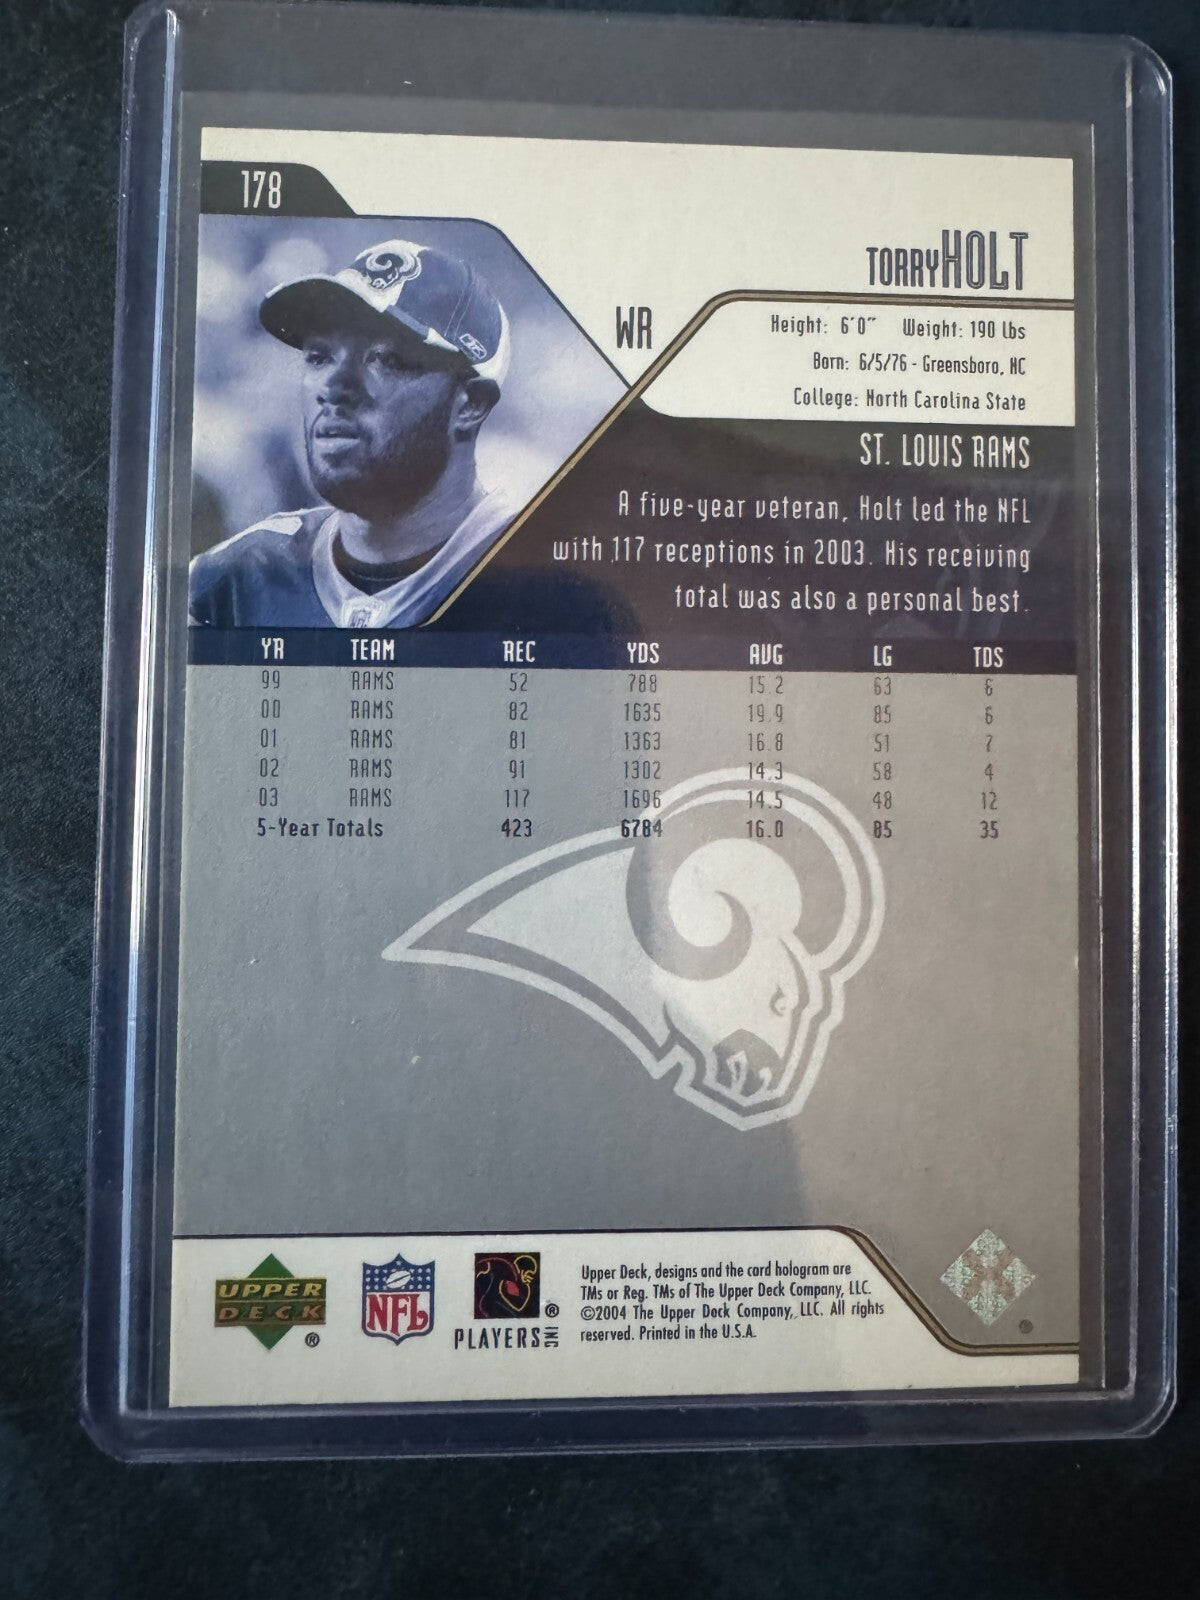 178
TORRY HOLT
WR
Height: 6'0" Weight: 190 lbs
Born: 6/5/76 - Greensboro, NC
College: North Carolina State
ST. LOUIS RAMS
A five-year veteran, Holt led the NFL
with 117 receptions in 2003. His receiving
total was also a personal best.
YR TEAM REC YDS AVG LG TDS
99 RAMS 52 788 15.2 63 6
00 RAMS 82 1635 19.9 85 6
01 RAMS 81 1363 16.8 51 7
02 RAMS 91 1302 14.3 58 4
03 RAMS 117 1696 14.5 48 12
5-Year Totals 423 6784 16.0 85 35
UPPER
DECK
®
NFL
PLAYERS INC ®
Upper Deck, designs and the card hologram are
TMs or Reg. TMs of The Upper Deck Company, LLC.
©2004 The Upper Deck Company, LLC. All rights
reserved. Printed in the U.S.A.